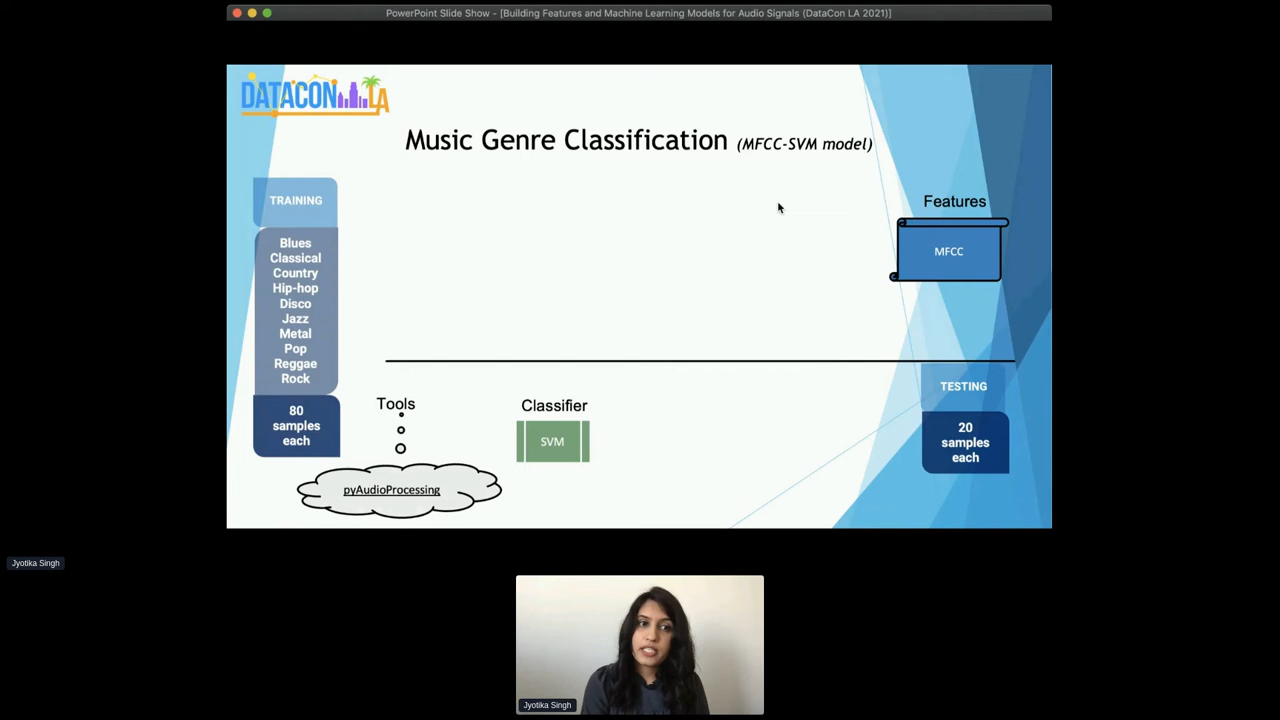 PowerPoint Slide Show - [Building Features and Machine Learning Models for Audio Signals (DataCon LA 2021)]
DATACON LA
Music Genre Classification (MFCC-SVM model)
TRAINING
Blues
Classical
Country
Hip-hop
Disco
Jazz
Metal
Pop
Reggae
Rock
80
samples
each
Features
MFCC
Tools
pyAudioProcessing
Classifier
SVM
TESTING
20
samples
each
Jyotika Singh
Jyotika Singh